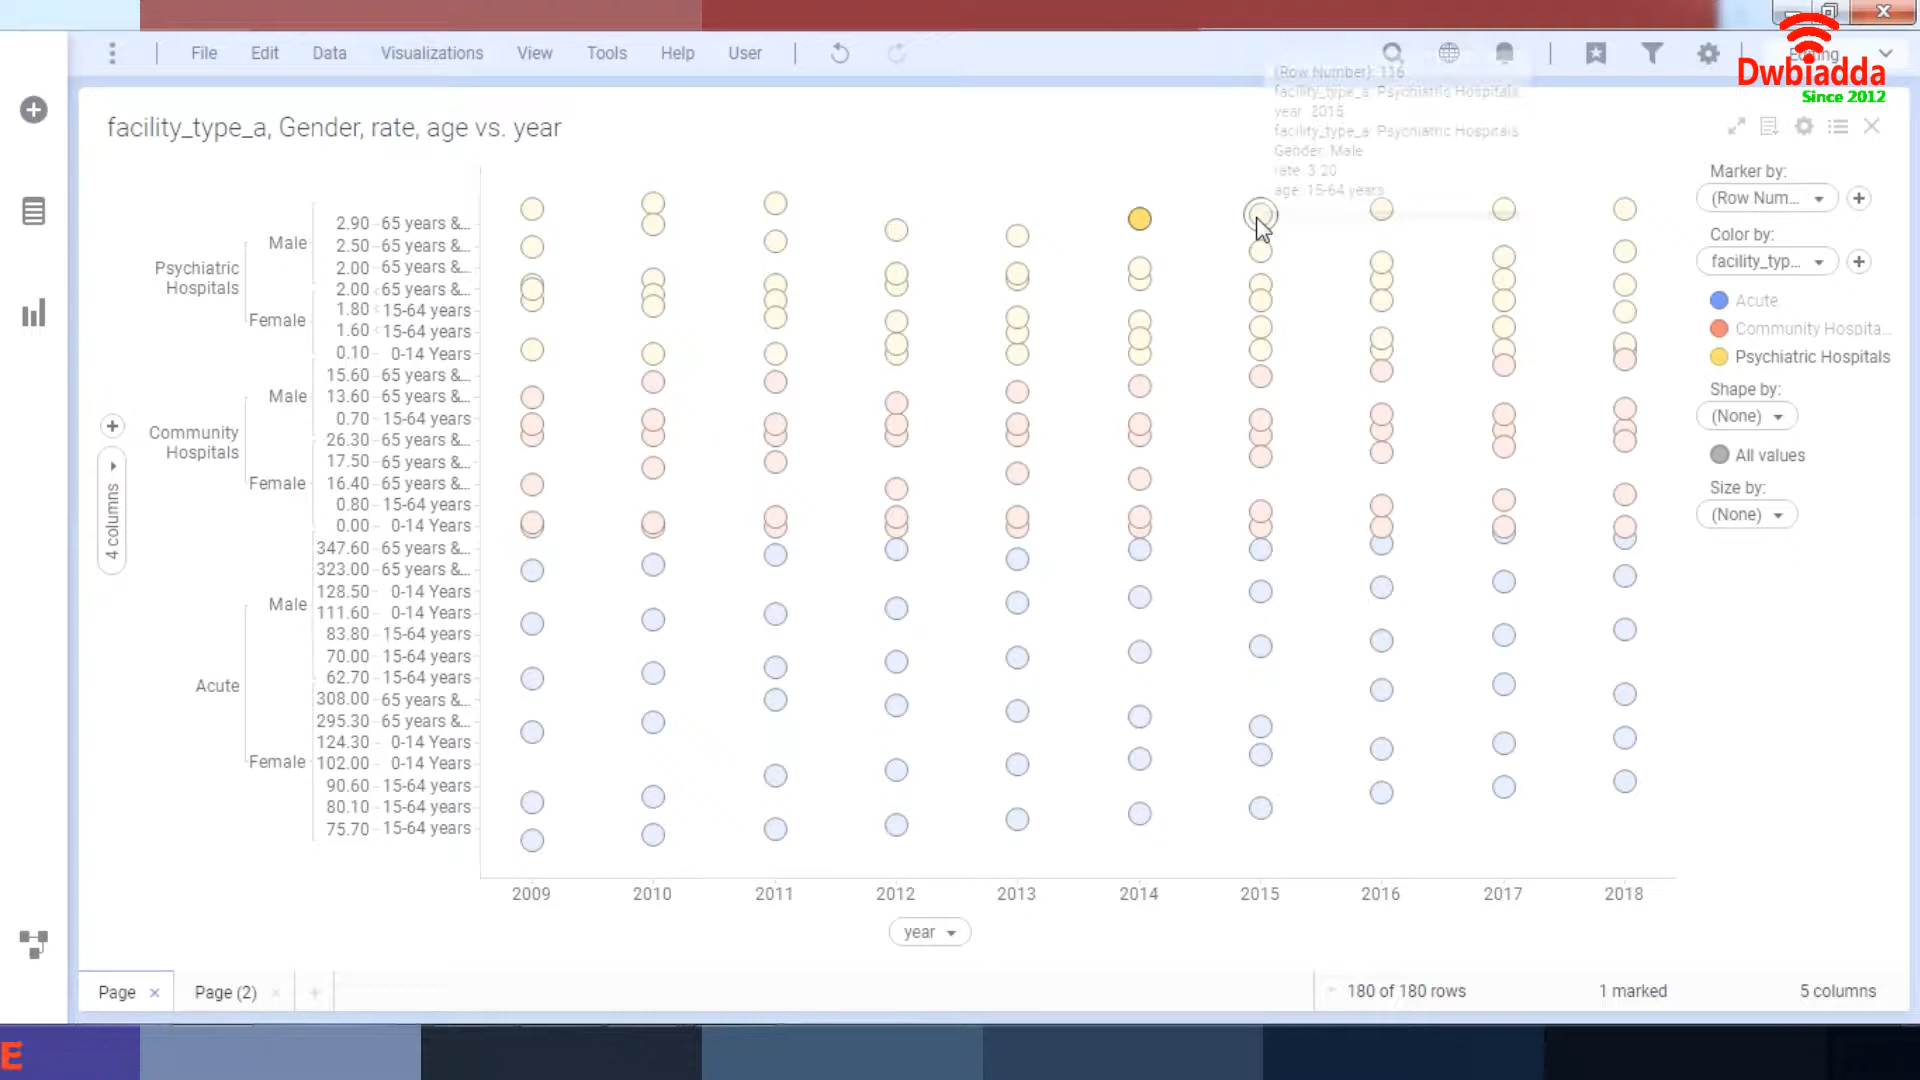 File Edit Data Visualizations View Tools Help User
Dwbiadda
Since 2012
(Row Number): 116
facility_type_a: Psychiatric Hospitals
year: 2015
facility_type_a: Psychiatric Hospitals
Gender: Male
rate: 3.20
age: 15-64 years
facility_type_a, Gender, rate, age vs. year
Psychiatric
Hospitals
Male
Female
2.90 65 years &...
2.50 65 years &...
2.00 65 years &...
2.00 65 years &...
1.80 15-64 years
1.60 15-64 years
0.10 0-14 Years
Community
Hospitals
Male
Female
15.60 65 years &...
13.60 65 years &...
0.70 15-64 years
26.30 65 years &...
17.50 65 years &...
16.40 65 years &...
0.80 15-64 years
0.00 0-14 Years
Acute
Male
Female
347.60 65 years &...
323.00 65 years &...
128.50 0-14 Years
111.60 0-14 Years
83.80 15-64 years
70.00 15-64 years
62.70 15-64 years
308.00 65 years &...
295.30 65 years &...
124.30 0-14 Years
102.00 0-14 Years
90.60 15-64 years
80.10 15-64 years
75.70 15-64 years
4 columns
2009 2010 2011 2012 2013 2014 2015 2016 2017 2018
year
Marker by:
(Row Num...
Color by:
facility_typ...
Acute
Community Hospita...
Psychiatric Hospitals
Shape by:
(None)
All values
Size by:
(None)
Page Page (2)
180 of 180 rows 1 marked 5 columns
E